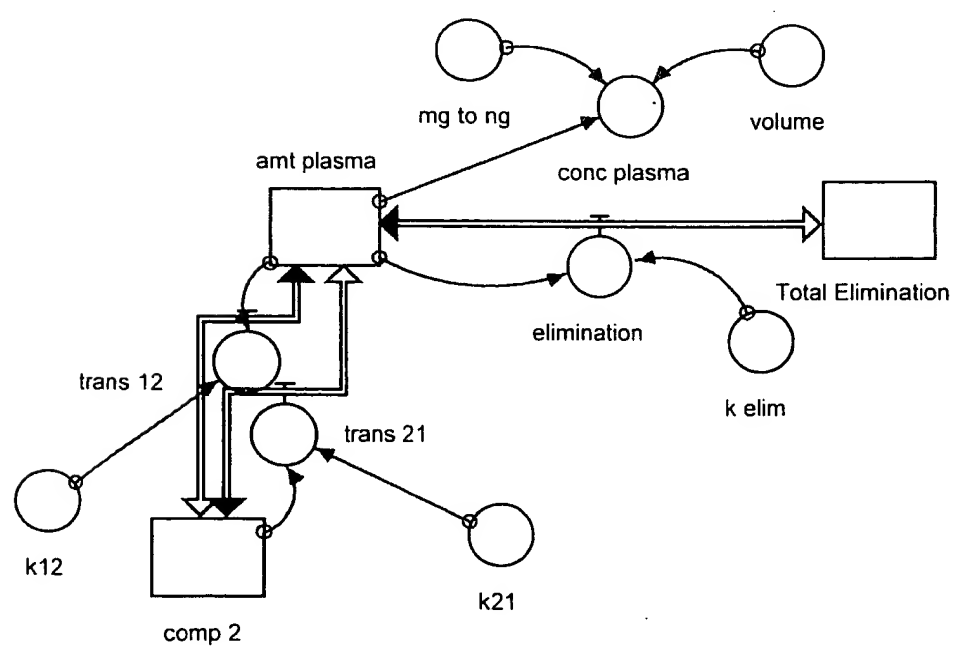 mg to ng
volume
amt plasma
conc plasma
Total Elimination
elimination
trans 12
k elim
trans 21
k12
k21
comp 2